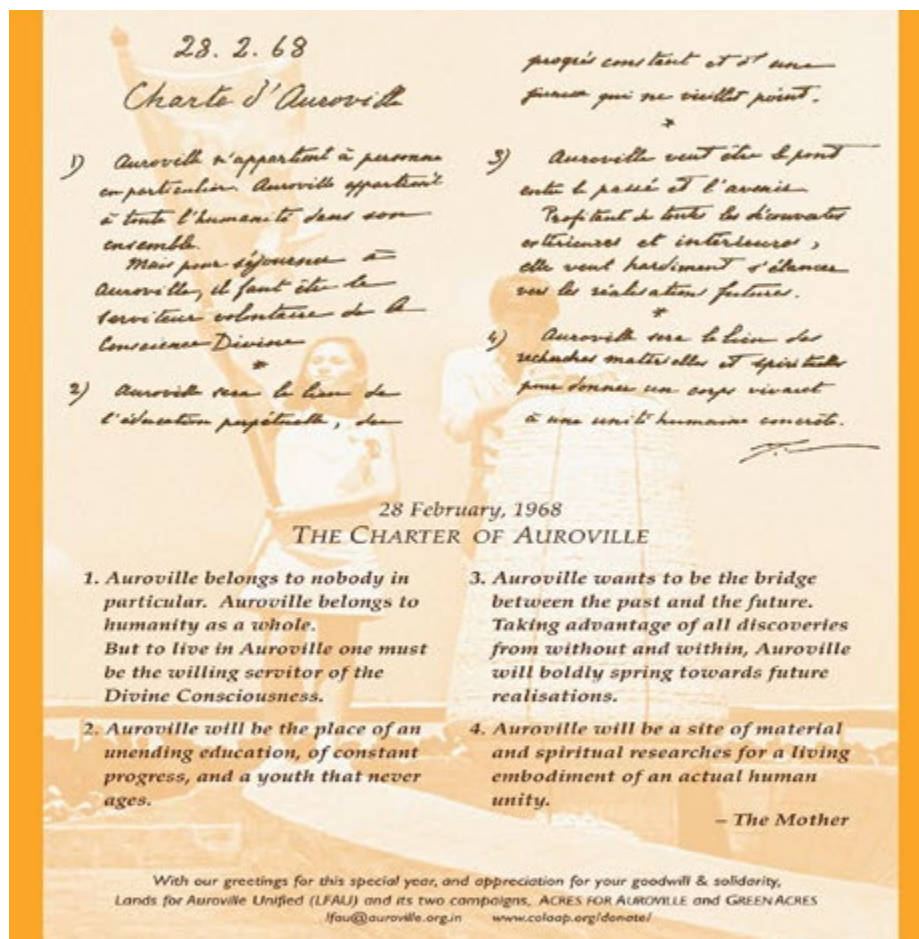 28. 2. 68
Charte d'Auroville
1) Auroville n'appartient à personne
en particulier. Auroville appartient
à toute l'humanité dans son
ensemble.
Mais pour séjourner à
Auroville, il faut être le
serviteur volontaire de la
Conscience Divine
*
2) Auroville sera le lieu de
l'éducation perpétuelle, du
progrès constant et d'une
jeunesse qui ne vieillit point.
*
3) Auroville veut être le pont
entre le passé et l'avenir
Profitant de toutes les découvertes
extérieures et intérieures,
elle veut hardiment s'élancer
vers les réalisations futures.
*
4) Auroville sera le lieu des
recherches matérielles et spirituelles
pour donner un corps vivant
à une unité humaine concrète.
28 February, 1968
THE CHARTER OF AUROVILLE
1. Auroville belongs to nobody in
particular. Auroville belongs to
humanity as a whole.
But to live in Auroville one must
be the willing servitor of the
Divine Consciousness.
2. Auroville will be the place of an
unending education, of constant
progress, and a youth that never
ages.
3. Auroville wants to be the bridge
between the past and the future.
Taking advantage of all discoveries
from without and within, Auroville
will boldly spring towards future
realisations.
4. Auroville will be a site of material
and spiritual researches for a living
embodiment of an actual human
unity.
– The Mother
With our greetings for this special year, and appreciation for your goodwill & solidarity,
Lands for Auroville Unified (LFAU) and its two campaigns, ACRES FOR AUROVILLE and GREENACRES
lfau@auroville.org.in www.colaap.org/donate/